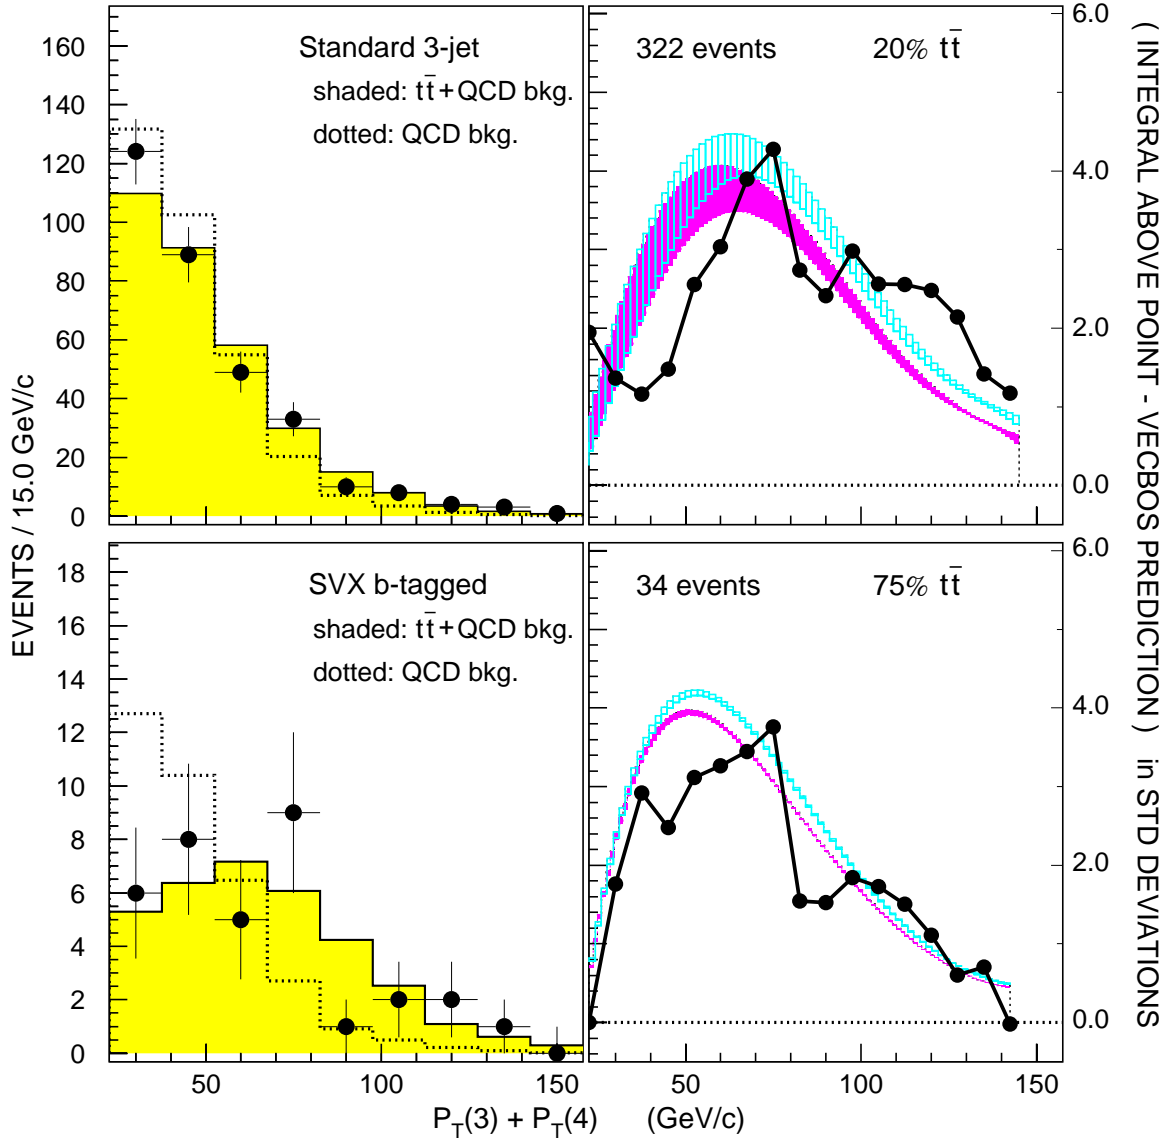 EVENTS / 15.0 GeV/c
160
140
120
100
80
60
40
20
0
Standard 3-jet
shaded: tt̄+QCD bkg.
dotted: QCD bkg.
322 events 20% tt̄
6.0
4.0
2.0
0.0
18
16
14
12
10
8
6
4
2
0
SVX b-tagged
shaded: tt̄+QCD bkg.
dotted: QCD bkg.
34 events 75% tt̄
6.0
4.0
2.0
0.0
50 100 150
50 100 150
P_T(3) + P_T(4) (GeV/c)
( INTEGRAL ABOVE POINT - VECBOS PREDICTION ) in STD DEVIATIONS